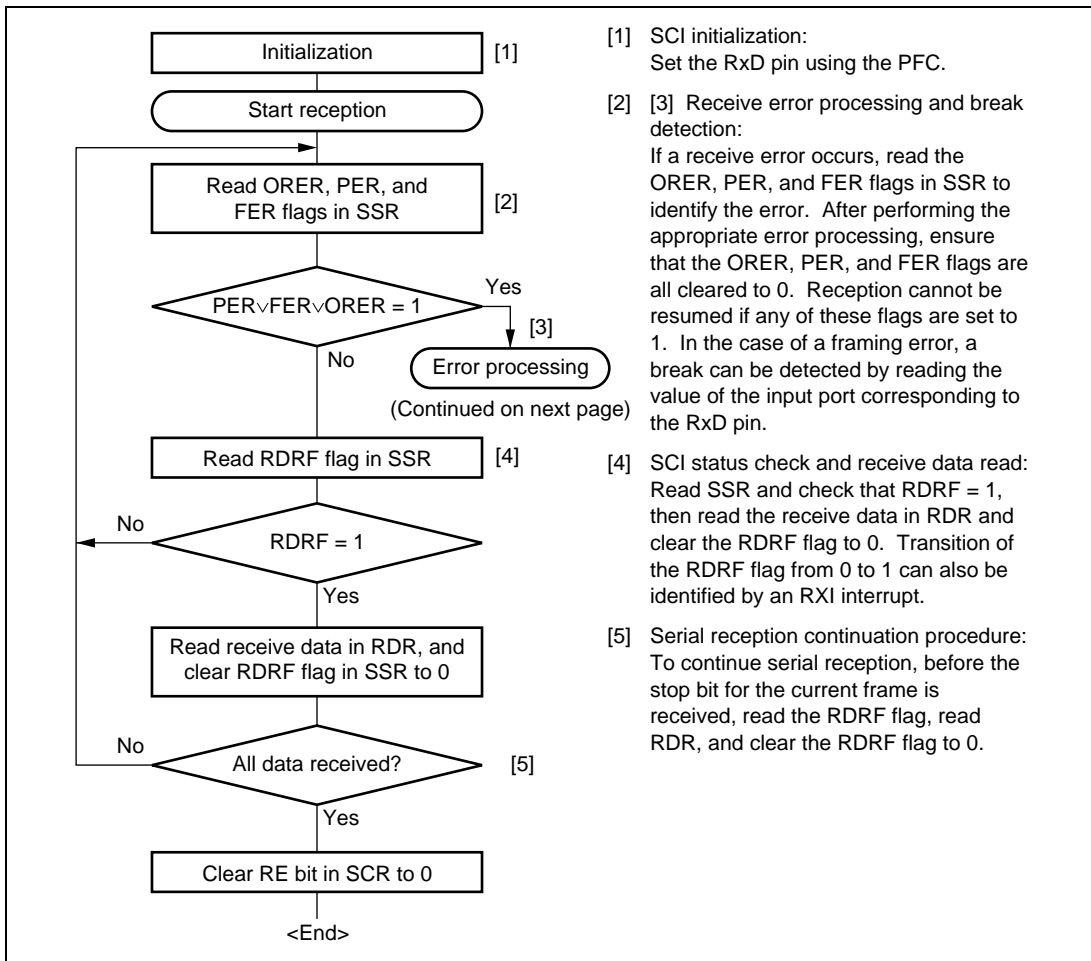 Initialization
[1]
Start reception
Read ORER, PER, and
FER flags in SSR
[2]
PER∨FER∨ORER = 1
Yes
[3]
No
Error processing
(Continued on next page)
Read RDRF flag in SSR
[4]
No
RDRF = 1
Yes
Read receive data in RDR, and
clear RDRF flag in SSR to 0
No
All data received?
[5]
Yes
Clear RE bit in SCR to 0
<End>
[1] SCI initialization:
Set the RxD pin using the PFC.
[2] [3] Receive error processing and break
detection:
If a receive error occurs, read the
ORER, PER, and FER flags in SSR to
identify the error. After performing the
appropriate error processing, ensure
that the ORER, PER, and FER flags are
all cleared to 0. Reception cannot be
resumed if any of these flags are set to
1. In the case of a framing error, a
break can be detected by reading the
value of the input port corresponding to
the RxD pin.
[4] SCI status check and receive data read:
Read SSR and check that RDRF = 1,
then read the receive data in RDR and
clear the RDRF flag to 0. Transition of
the RDRF flag from 0 to 1 can also be
identified by an RXI interrupt.
[5] Serial reception continuation procedure:
To continue serial reception, before the
stop bit for the current frame is
received, read the RDRF flag, read
RDR, and clear the RDRF flag to 0.